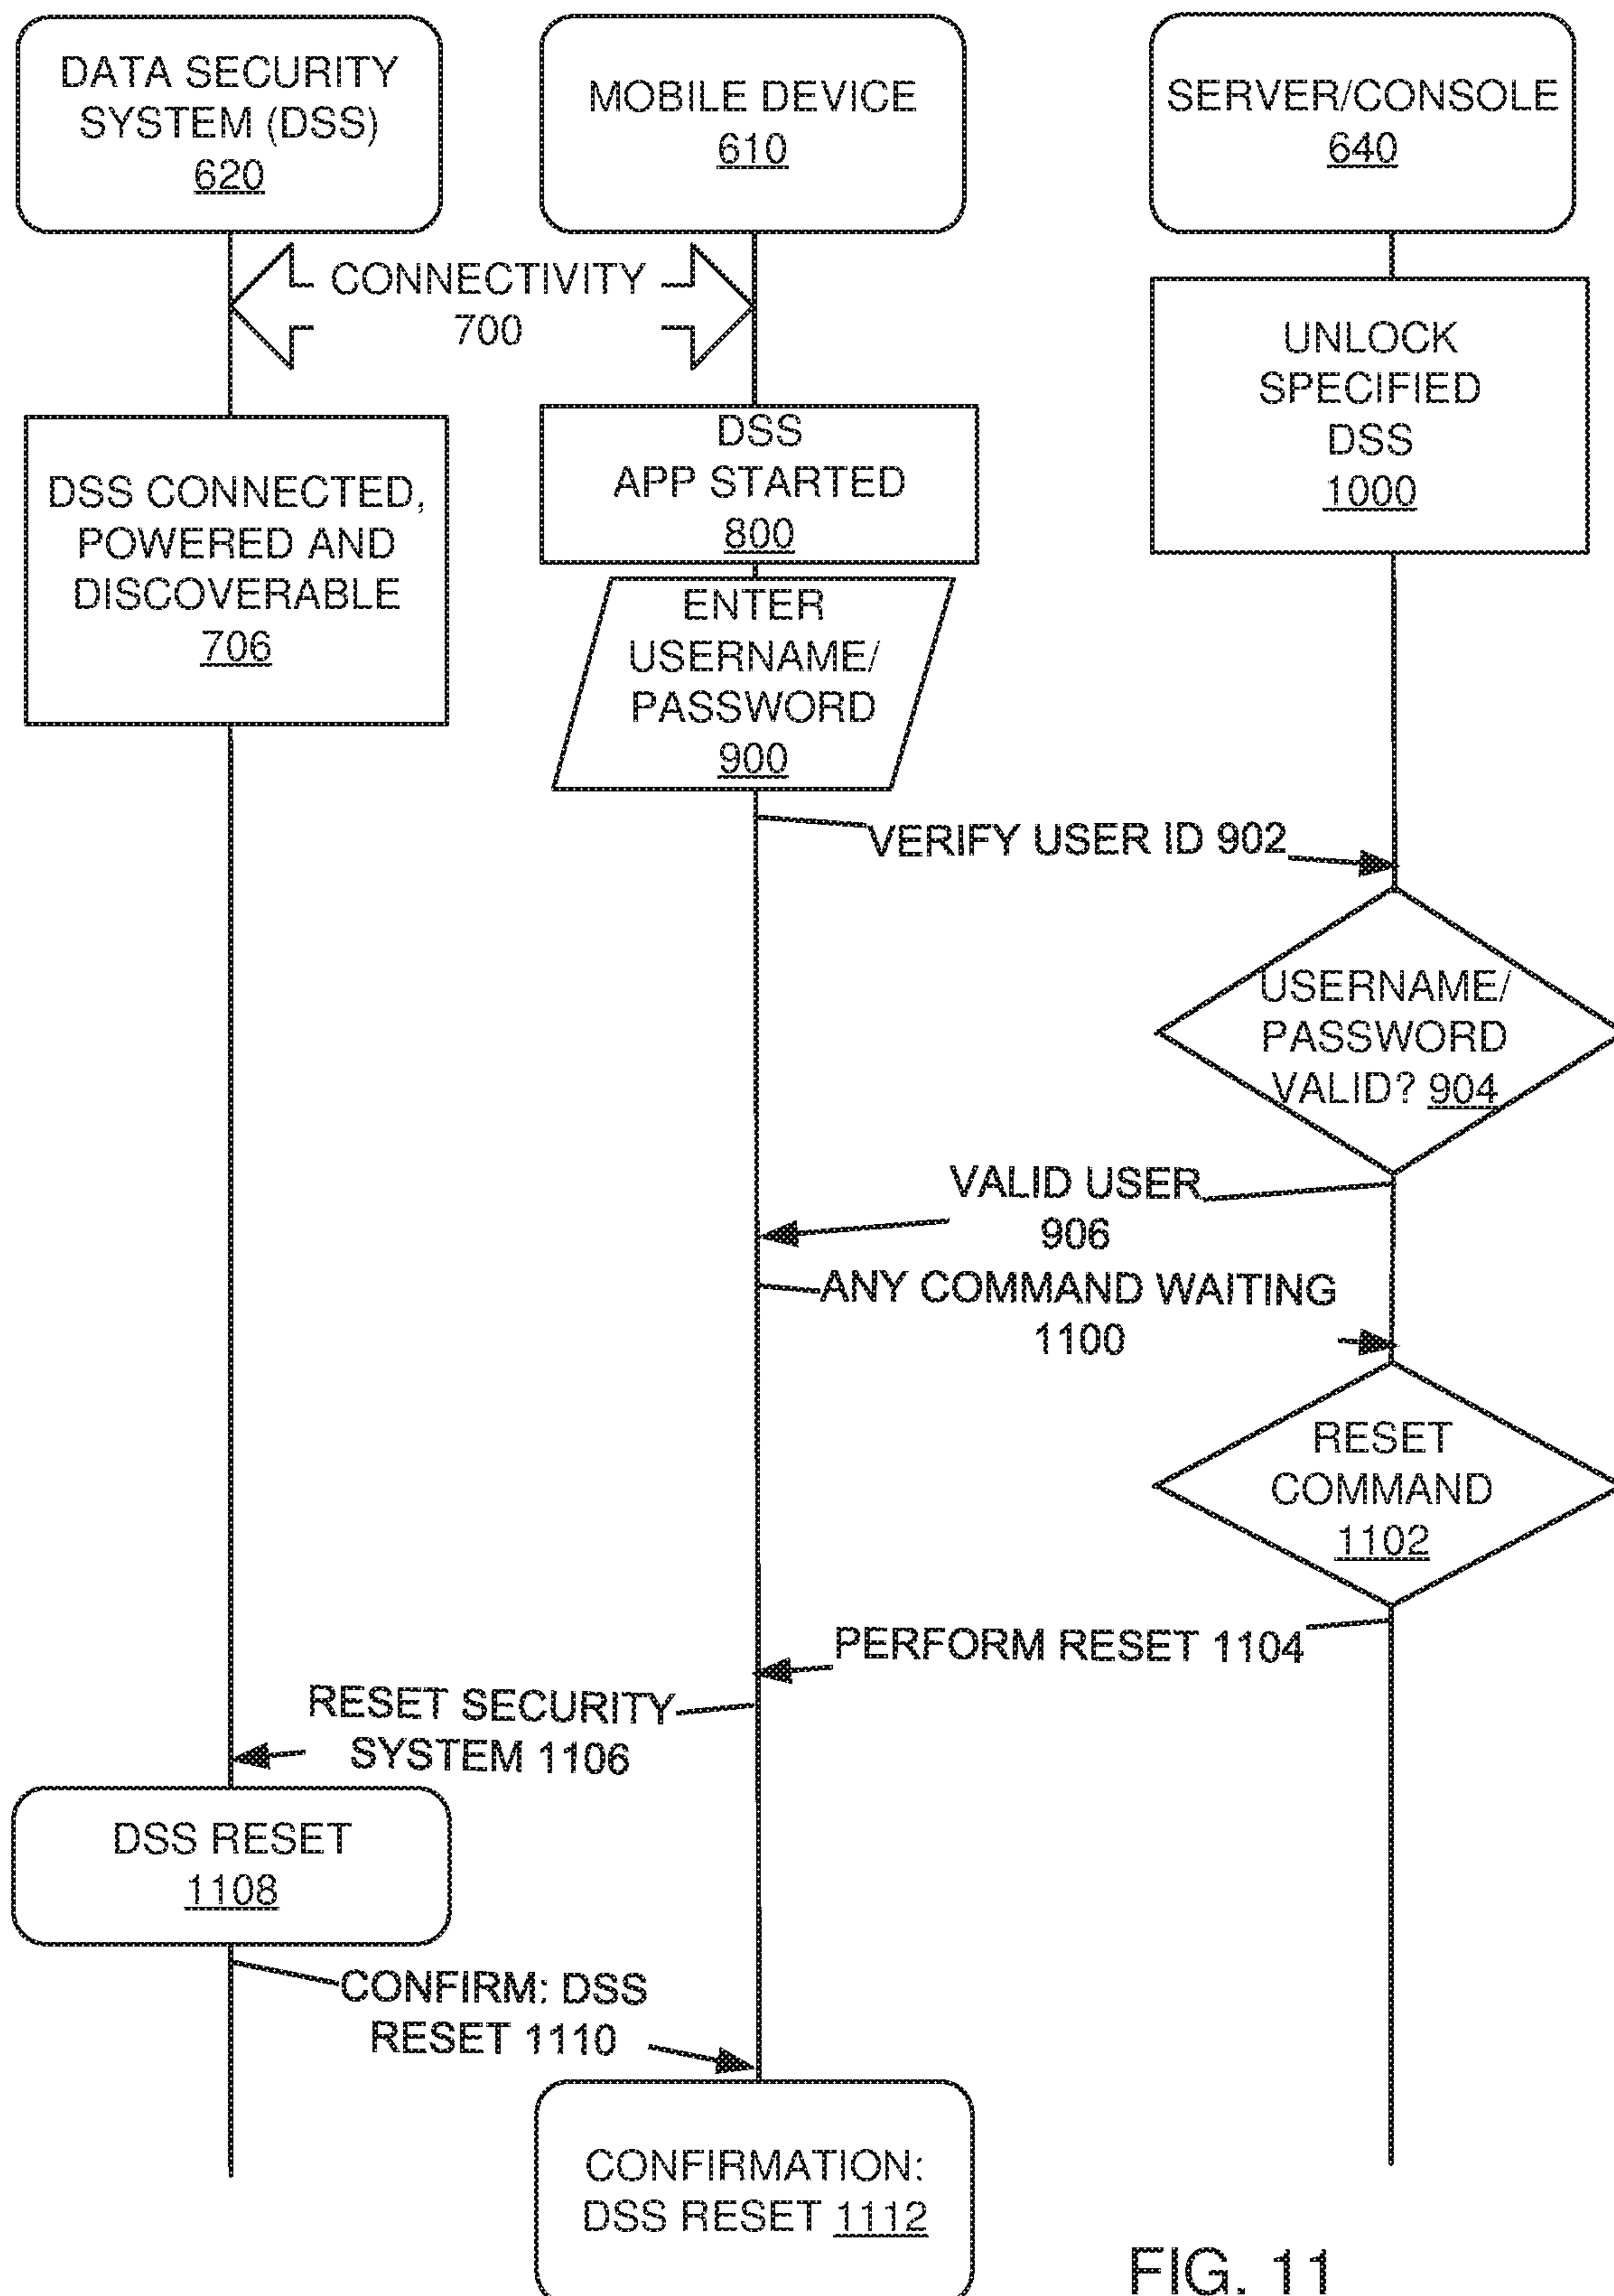 DATA SECURITY
SYSTEM (DSS)
620
MOBILE DEVICE
610
SERVER/CONSOLE
640
CONNECTIVITY
700
UNLOCK
SPECIFIED
DSS
1000
DSS CONNECTED,
POWERED AND
DISCOVERABLE
706
DSS
APP STARTED
800
ENTER
USERNAME/
PASSWORD
900
VERIFY USER ID 902
USERNAME/
PASSWORD
VALID? 904
VALID USER
906
ANY COMMAND WAITING
1100
RESET
COMMAND
1102
PERFORM RESET 1104
RESET SECURITY
SYSTEM 1106
DSS RESET
1108
CONFIRM: DSS
RESET 1110
CONFIRMATION:
DSS RESET 1112
FIG. 11